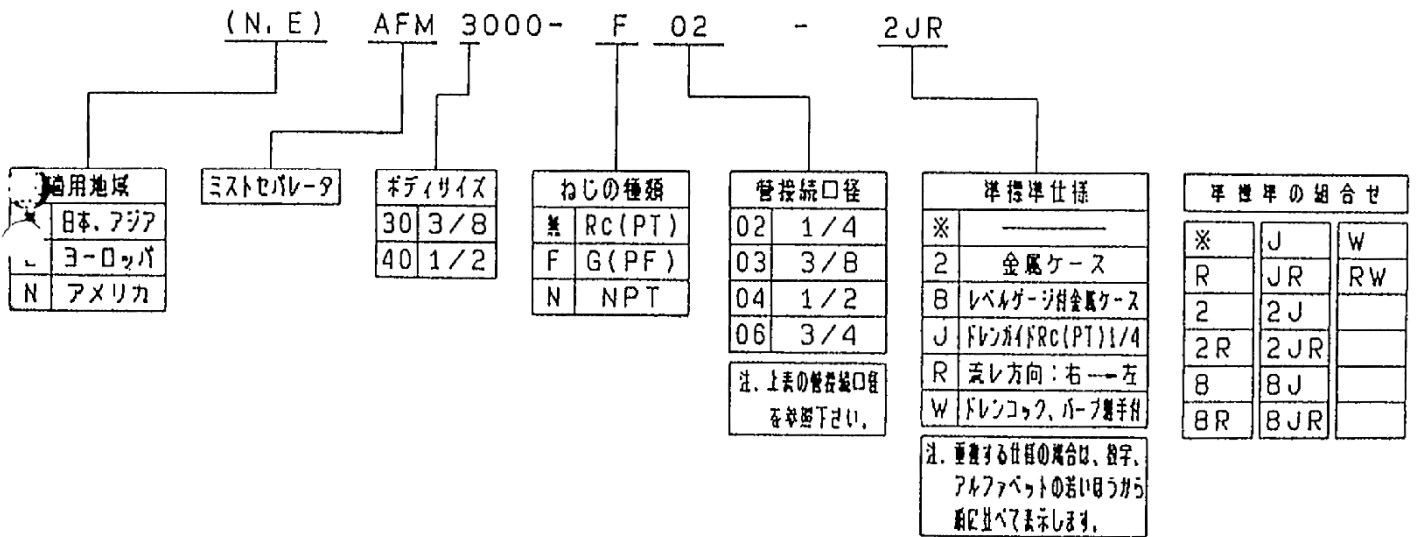 (N.E) AFM 3000- F 02 - 2JR
適用地域
日本、アジア
ヨーロッパ
N アメリカ
ミストセパレータ
ボディサイズ
30 3/8
40 1/2
ねじの種類
無 RC(PT)
F G(PF)
N NPT
管接続口径
02 1/4
03 3/8
04 1/2
06 3/4
注. 上表の管接続口径
を参照下さい.
準標準仕様
※
2 金属ケース
8 レベルゲージ付金属ケース
J ドレンガイドRC(PT)1/4
R 流レ方向:右 — 左
W ドレンコック、バーブ継手付
注. 重複する仕様の場合は、数字、
アルファベットの若いほうから
順に並べて表示します.
準標準の組合せ
※ J W
R JR RW
2 2J
2R 2JR
8 8J
8R 8JR